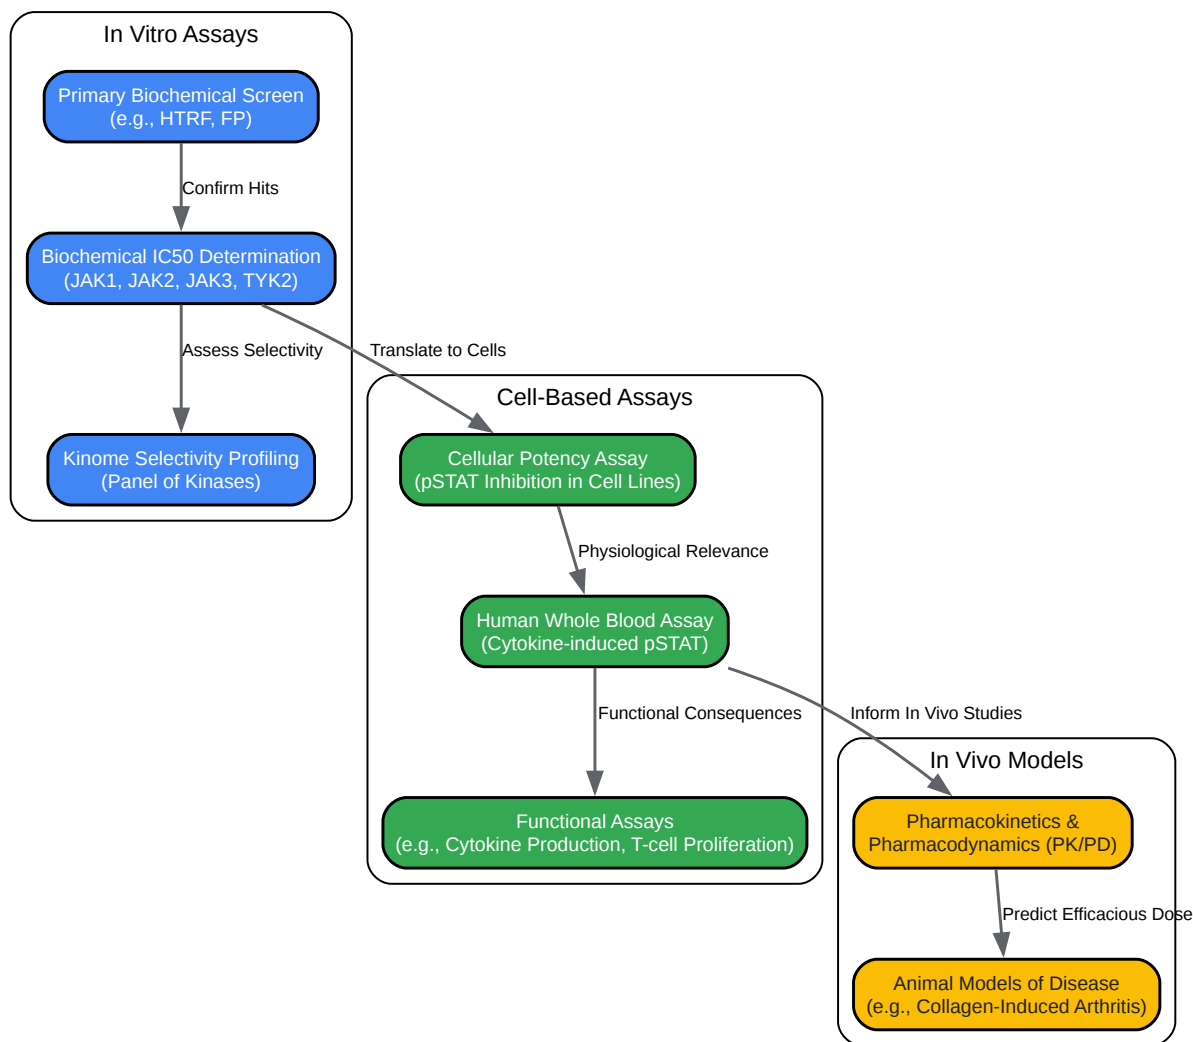 In Vitro Assays
Primary Biochemical Screen
(e.g., HTRF, FP)
Confirm Hits
Biochemical IC50 Determination
(JAK1, JAK2, JAK3, TYK2)
Assess Selectivity
Translate to Cells
Kinome Selectivity Profiling
(Panel of Kinases)
Cell-Based Assays
Cellular Potency Assay
(pSTAT Inhibition in Cell Lines)
Physiological Relevance
Human Whole Blood Assay
(Cytokine-induced pSTAT)
Functional Consequences
Inform In Vivo Studies
Functional Assays
(e.g., Cytokine Production, T-cell Proliferation)
In Vivo Models
Pharmacokinetics &
Pharmacodynamics (PK/PD)
Predict Efficacious Dose
Animal Models of Disease
(e.g., Collagen-Induced Arthritis)